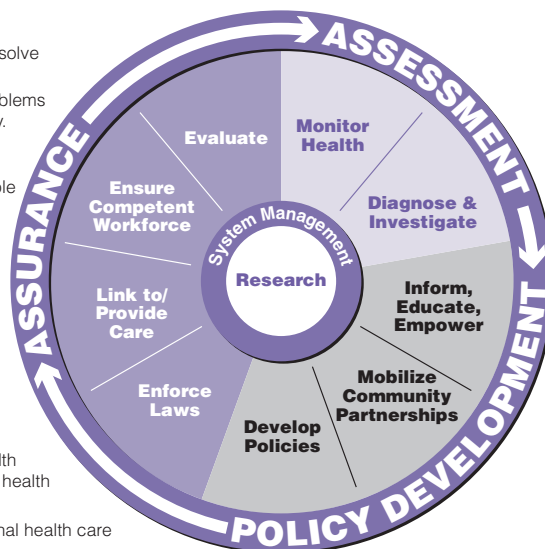 solve
blems
y.
ple
lth
health
nal health care
ASSESSMENT
POLICY DEVELOPMENT
ASSURANCE
Monitor
Health
Diagnose &
Investigate
Inform,
Educate,
Empower
Mobilize
Community
Partnerships
Develop
Policies
Enforce
Laws
Link to/
Provide
Care
Ensure
Competent
Workforce
Evaluate
System Management
Research